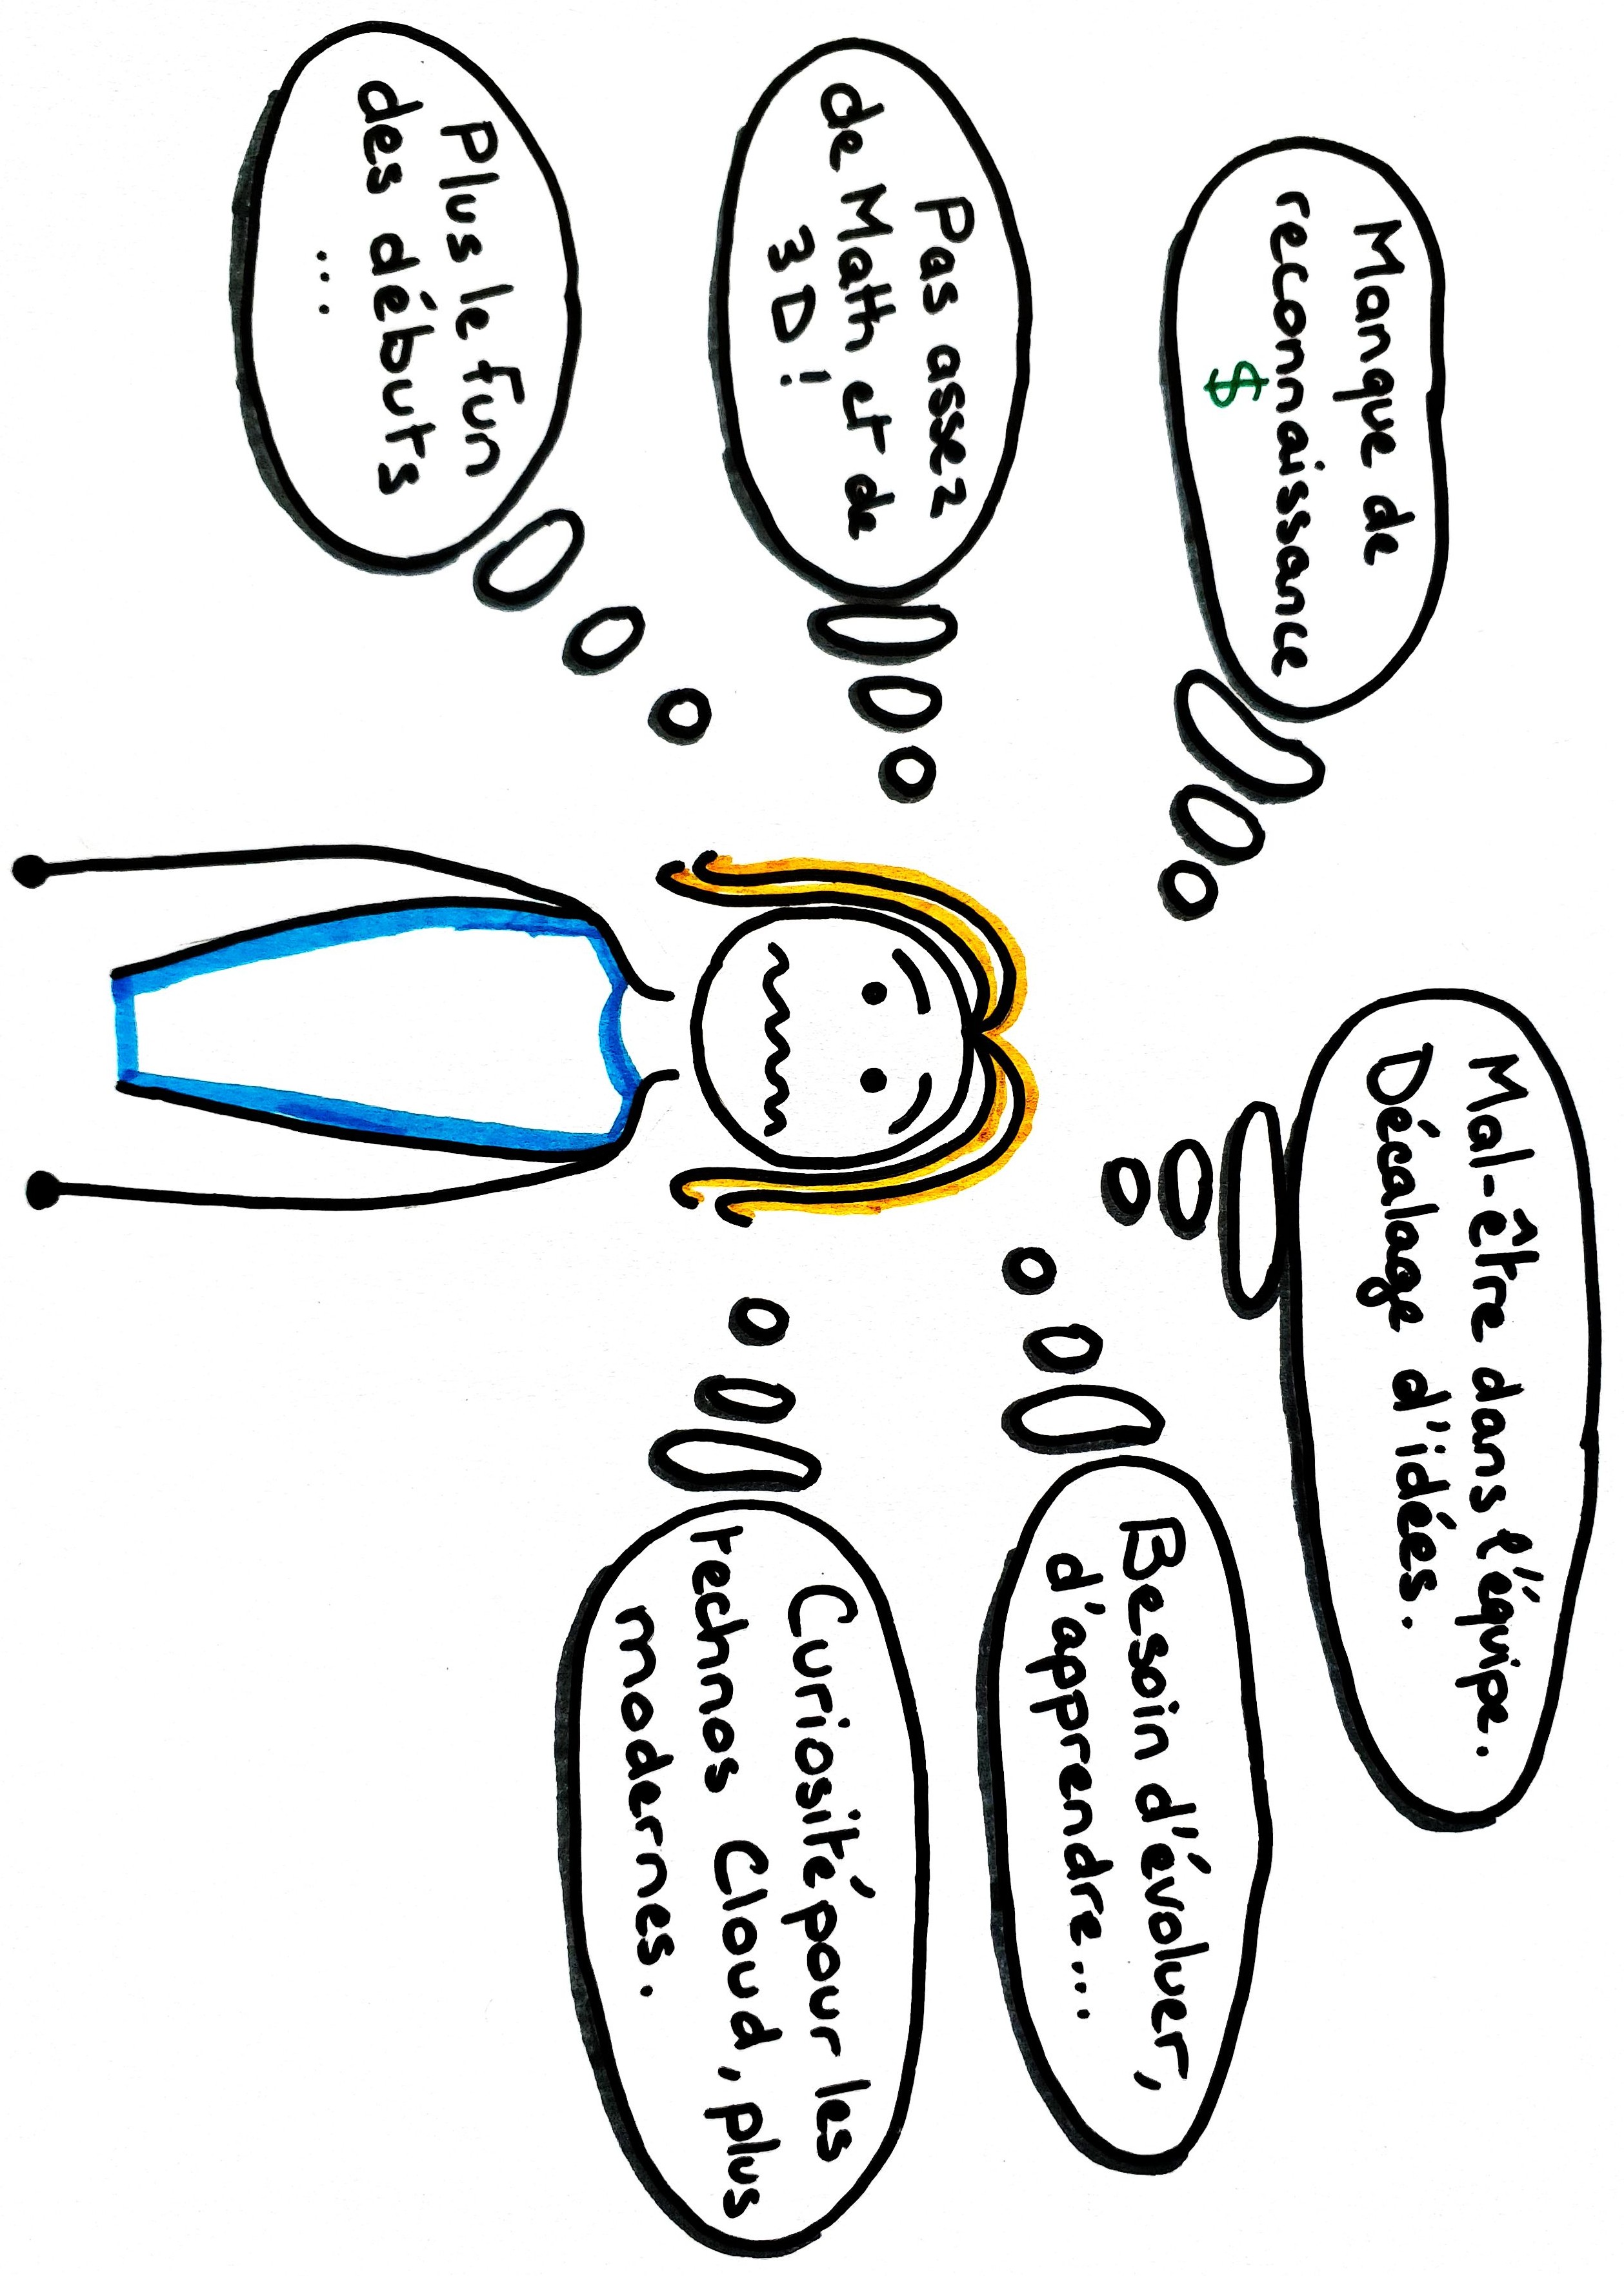 Manque de
reconnaissance
$
Mal-être dans l'équipe.
Décalage d'idées.
Besoin d'évoluer,
d'apprendre...
Pas assez
de Math et de
3D !
Curiosité pour les
technos Cloud, plus
modernes.
Plus le fun
des débuts
...